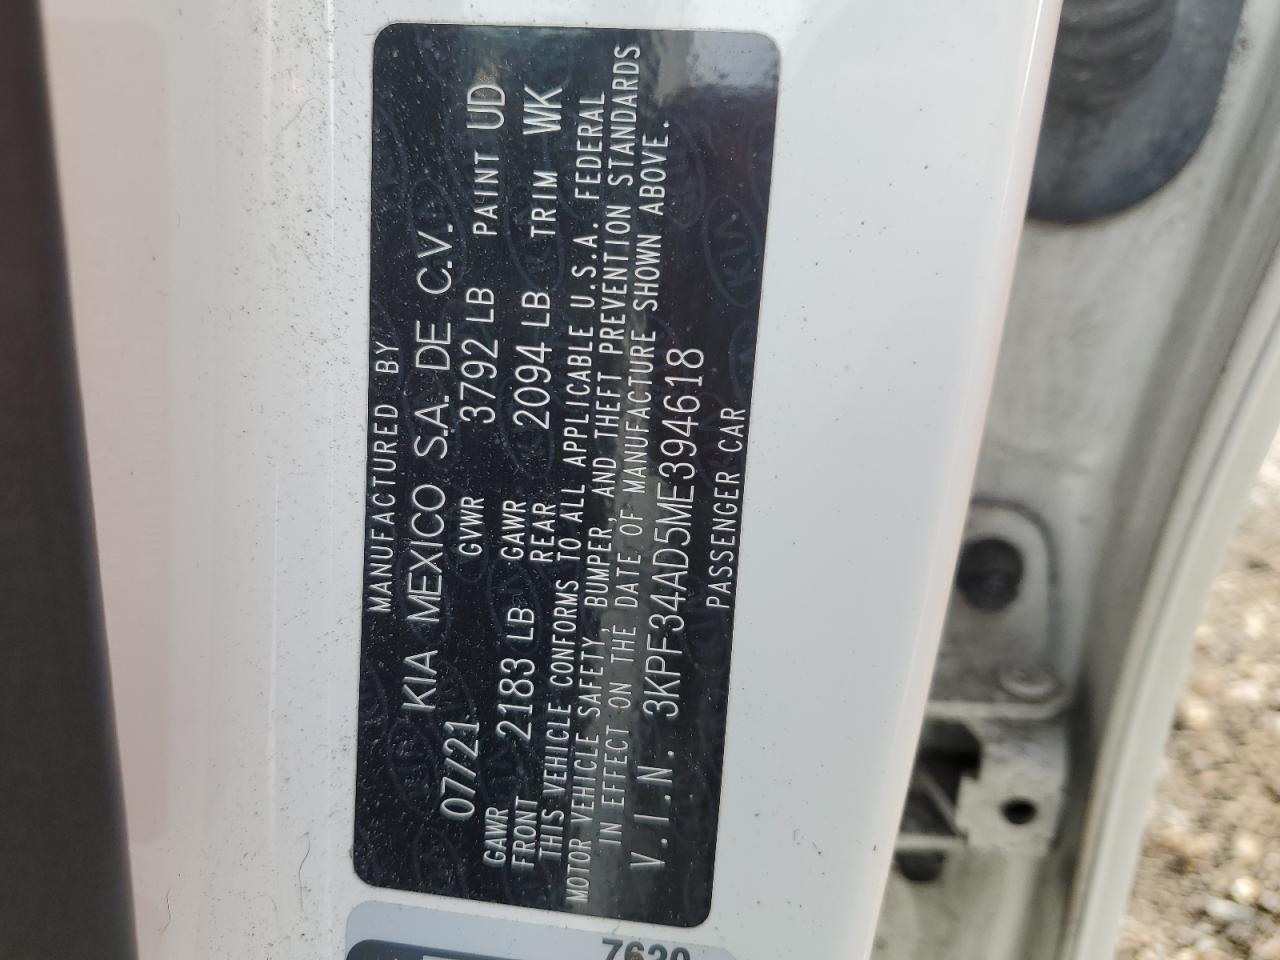 MANUFACTURED BY
KIA MEXICO S.A. DE C.V.
07/21 GVWR 3792 LB PAINT UD
GAWR FRONT 2183 LB GAWR REAR 2094 LB TRIM WK
THIS VEHICLE CONFORMS TO ALL APPLICABLE U.S.A. FEDERAL
MOTOR VEHICLE SAFETY, BUMPER, AND THEFT PREVENTION STANDARDS
IN EFFECT ON THE DATE OF MANUFACTURE SHOWN ABOVE.
V.I.N. 3KPF34AD5ME394618
PASSENGER CAR